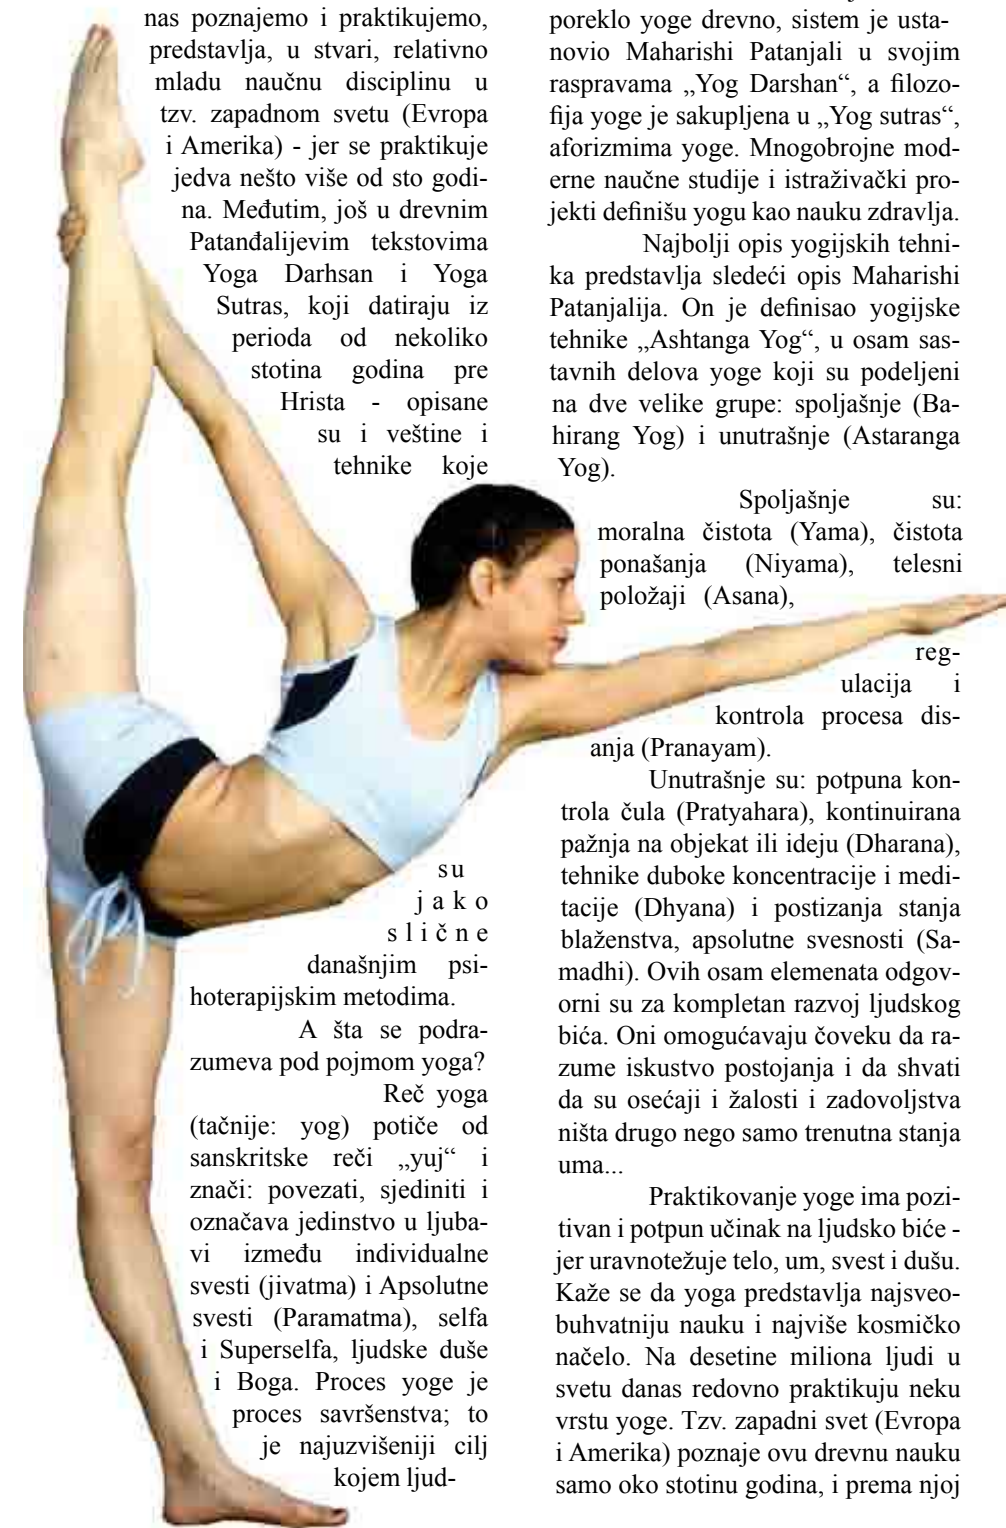 nas poznajemo i praktikujemo,
predstavlja, u stvari, relativno
mladu naučnu disciplinu u
tzv. zapadnom svetu (Evropa
i Amerika) - jer se praktikuje
jedva nešto više od sto godi-
na. Međutim, još u drevnim
Patanđalijevim tekstovima
Yoga Darhsan i Yoga
Sutras, koji datiraju iz
perioda od nekoliko
stotina godina pre
Hrista - opisane
su i veštine i
tehnike koje
su
jako
slične
današnjim psi-
hoterapijskim metodima.
A šta se podra-
zumeva pod pojmom yoga?
Reč yoga
(tačnije: yog) potiče od
sanskritske reči „yuj“ i
znači: povezati, sjediniti i
označava jedinstvo u ljuba-
vi između individualne
svesti (jivatma) i Apsolutne
svesti (Paramatma), selfa
i Superselfa, ljudske duše
i Boga. Proces yoge je
proces savršenstva; to
je najuzvišeniji cilj
kojem ljud-
poreklo yoge drevno, sistem je usta-
novio Maharishi Patanjali u svojim
raspravama „Yog Darshan“, a filozo-
fija yoge je sakupljena u „Yog sutras“,
aforizmima yoge. Mnogobrojne mod-
erne naučne studije i istraživački pro-
jekti definišu yogu kao nauku zdravlja.
Najbolji opis yogijskih tehni-
ka predstavlja sledeći opis Maharishi
Patanjalija. On je definisao yogijske
tehnike „Ashtanga Yog“, u osam sas-
tavnih delova yoge koji su podeljeni
na dve velike grupe: spoljašnje (Ba-
hirang Yog) i unutrašnje (Astaranga
Yog).
Spoljašnje su:
moralna čistota (Yama), čistota
ponašanja (Niyama), telesni
položaji (Asana),
reg-
ulacija i
kontrola procesa dis-
anja (Pranayam).
Unutrašnje su: potpuna kon-
trola čula (Pratyahara), kontinuirana
pažnja na objekat ili ideju (Dharana),
tehnike duboke koncentracije i medi-
tacije (Dhyana) i postizanja stanja
blaženstva, apsolutne svesnosti (Sa-
madhi). Ovih osam elemenata odgov-
orni su za kompletan razvoj ljudskog
bića. Oni omogućavaju čoveku da ra-
zume iskustvo postojanja i da shvati
da su osećaji i žalosti i zadovoljstva
ništa drugo nego samo trenutna stanja
uma...
Praktikovanje yoge ima pozi-
tivan i potpun učinak na ljudsko biće -
jer uravnotežuje telo, um, svest i dušu.
Kaže se da yoga predstavlja najsveo-
buhvatniju nauku i najviše kosmičko
načelo. Na desetine miliona ljudi u
svetu danas redovno praktikuju neku
vrstu yoge. Tzv. zapadni svet (Evropa
i Amerika) poznaje ovu drevnu nauku
samo oko stotinu godina, i prema njoj